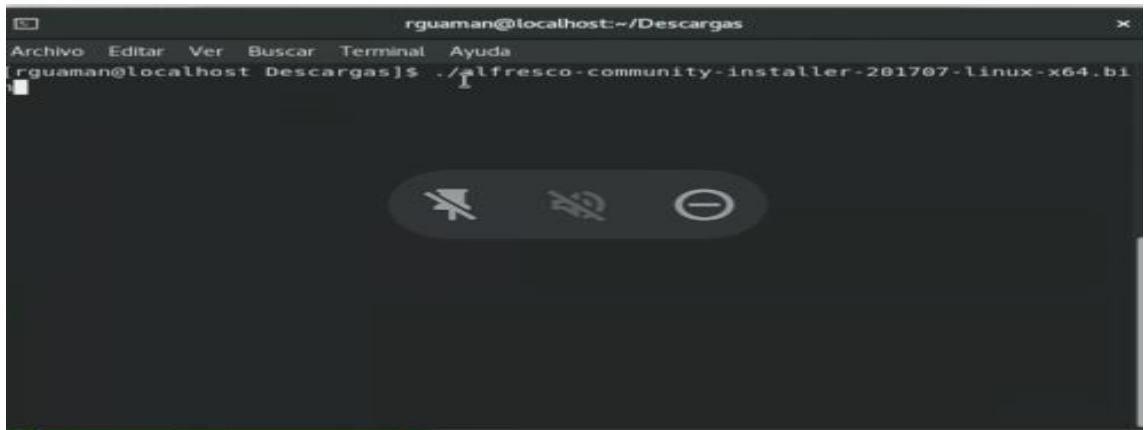 rguaman@localhost:~/Descargas
Archivo Editar Ver Buscar Terminal Ayuda
[rguaman@localhost Descargas]$ ./alfresco-community-installer-201707-linux-x64.bi
n